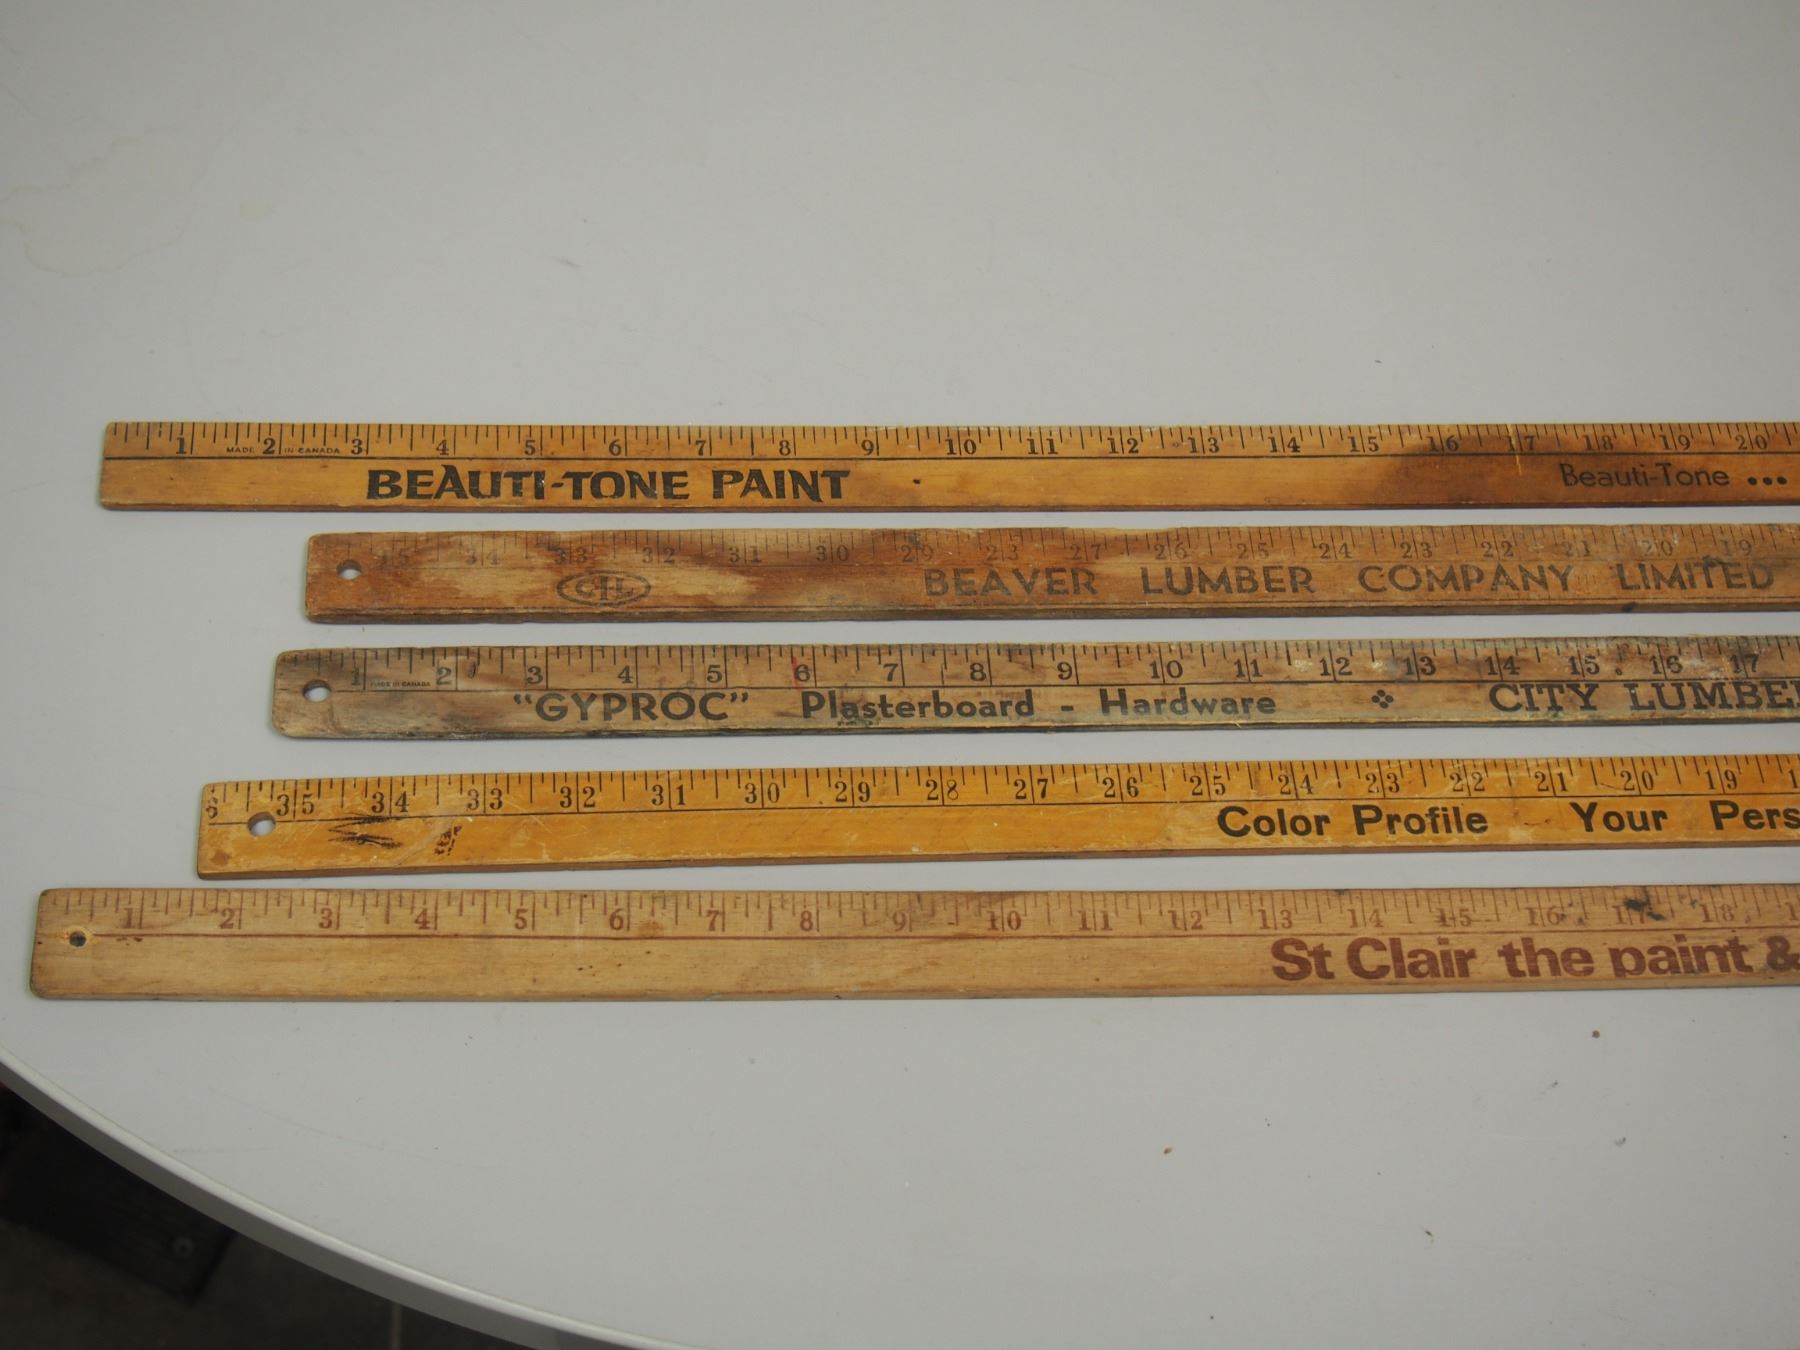 1 2 3 4 5 6 7 8 9 10 11 12 13 14 15 16 17 18 19 20
MADE IN CANADA
BEAUTI-TONE PAINT Beauti-Tone ...
35 34 33 32 31 30 29 28 27 26 25 24 23 22 21 20 19
CIL BEAVER LUMBER COMPANY LIMITED
1 2 3 4 5 6 7 8 9 10 11 12 13 14 15 16 17
MADE IN CANADA
"GYPROC" Plasterboard - Hardware CITY LUMBER
35 34 33 32 31 30 29 28 27 26 25 24 23 22 21 20 19
Color Profile Your Pers
1 2 3 4 5 6 7 8 9 10 11 12 13 14 15 16 17 18
St Clair the paint &